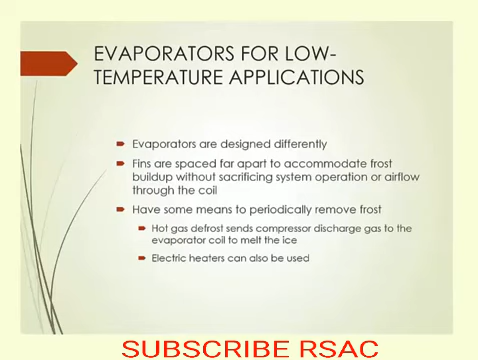 EVAPORATORS FOR LOW-
TEMPERATURE APPLICATIONS
Evaporators are designed differently
Fins are spaced far apart to accommodate frost
buildup without sacrificing system operation or airflow
through the coil
Have some means to periodically remove frost
Hot gas defrost sends compressor discharge gas to the
evaporator coil to melt the ice
Electric heaters can also be used
SUBSCRIBE RSAC